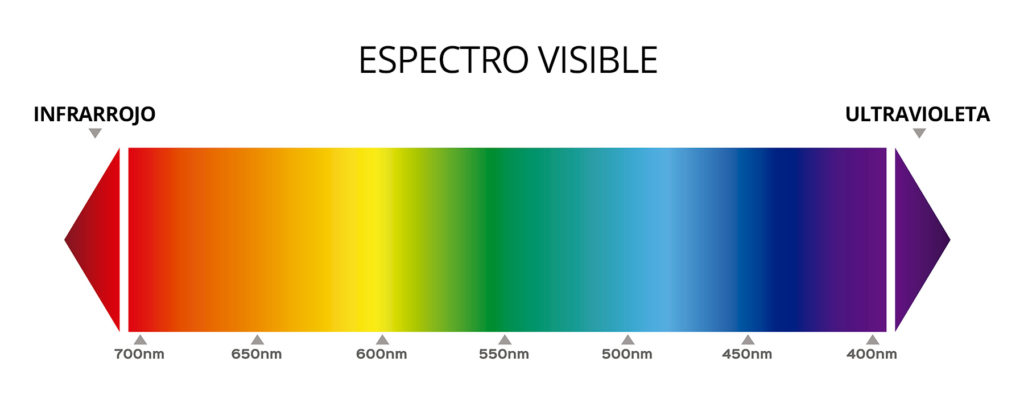 ESPECTRO VISIBLE
INFRARROJO ULTRAVIOLETA
700nm 650nm 600nm 550nm 500nm 450nm 400nm